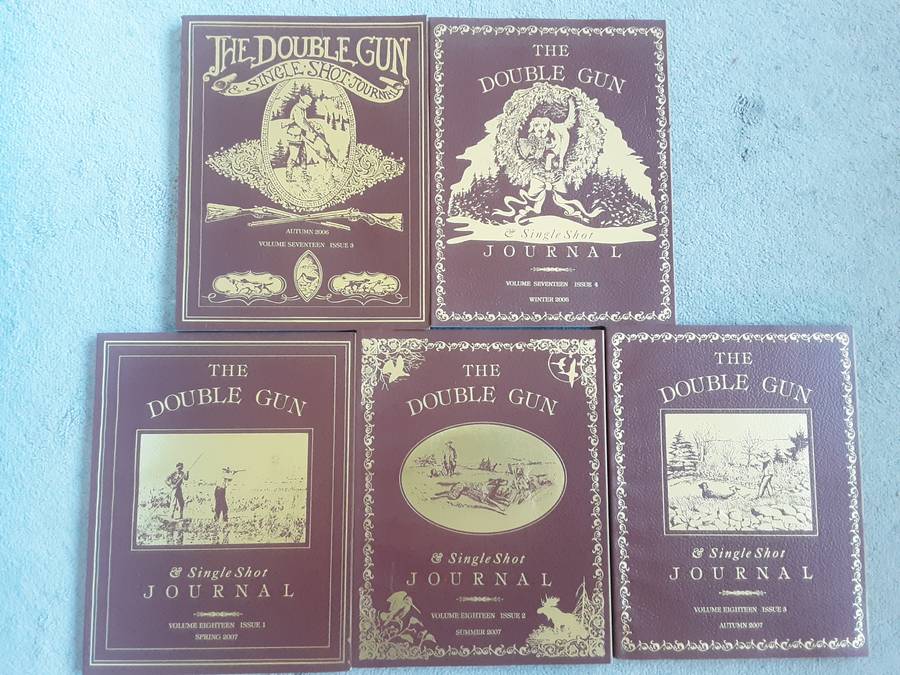 THE DOUBLE GUN
& SINGLE·SHOT·JOURNAL
AUTUMN 2006
VOLUME SEVENTEEN ISSUE 3
THE
DOUBLE GUN
& Single Shot
JOURNAL
VOLUME SEVENTEEN ISSUE 4
WINTER 2006
THE
DOUBLE GUN
& Single Shot
JOURNAL
VOLUME EIGHTEEN ISSUE 1
SPRING 2007
THE
DOUBLE GUN
& Single Shot
JOURNAL
VOLUME EIGHTEEN ISSUE 2
SUMMER 2007
THE
DOUBLE GUN
& Single Shot
JOURNAL
VOLUME EIGHTEEN ISSUE 3
AUTUMN 2007